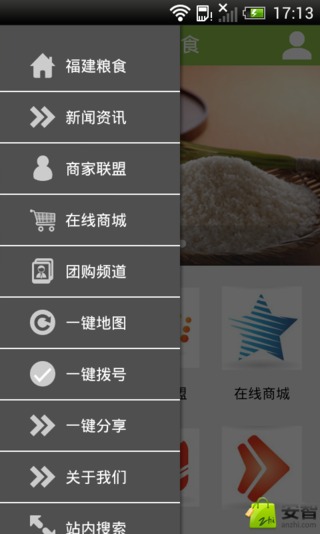 17:13
食
福建粮食
新闻资讯
商家联盟
在线商城
团购频道
一键地图
一键拨号
一键分享
关于我们
站内搜索
盟
在线商城
安智
anzhi.com